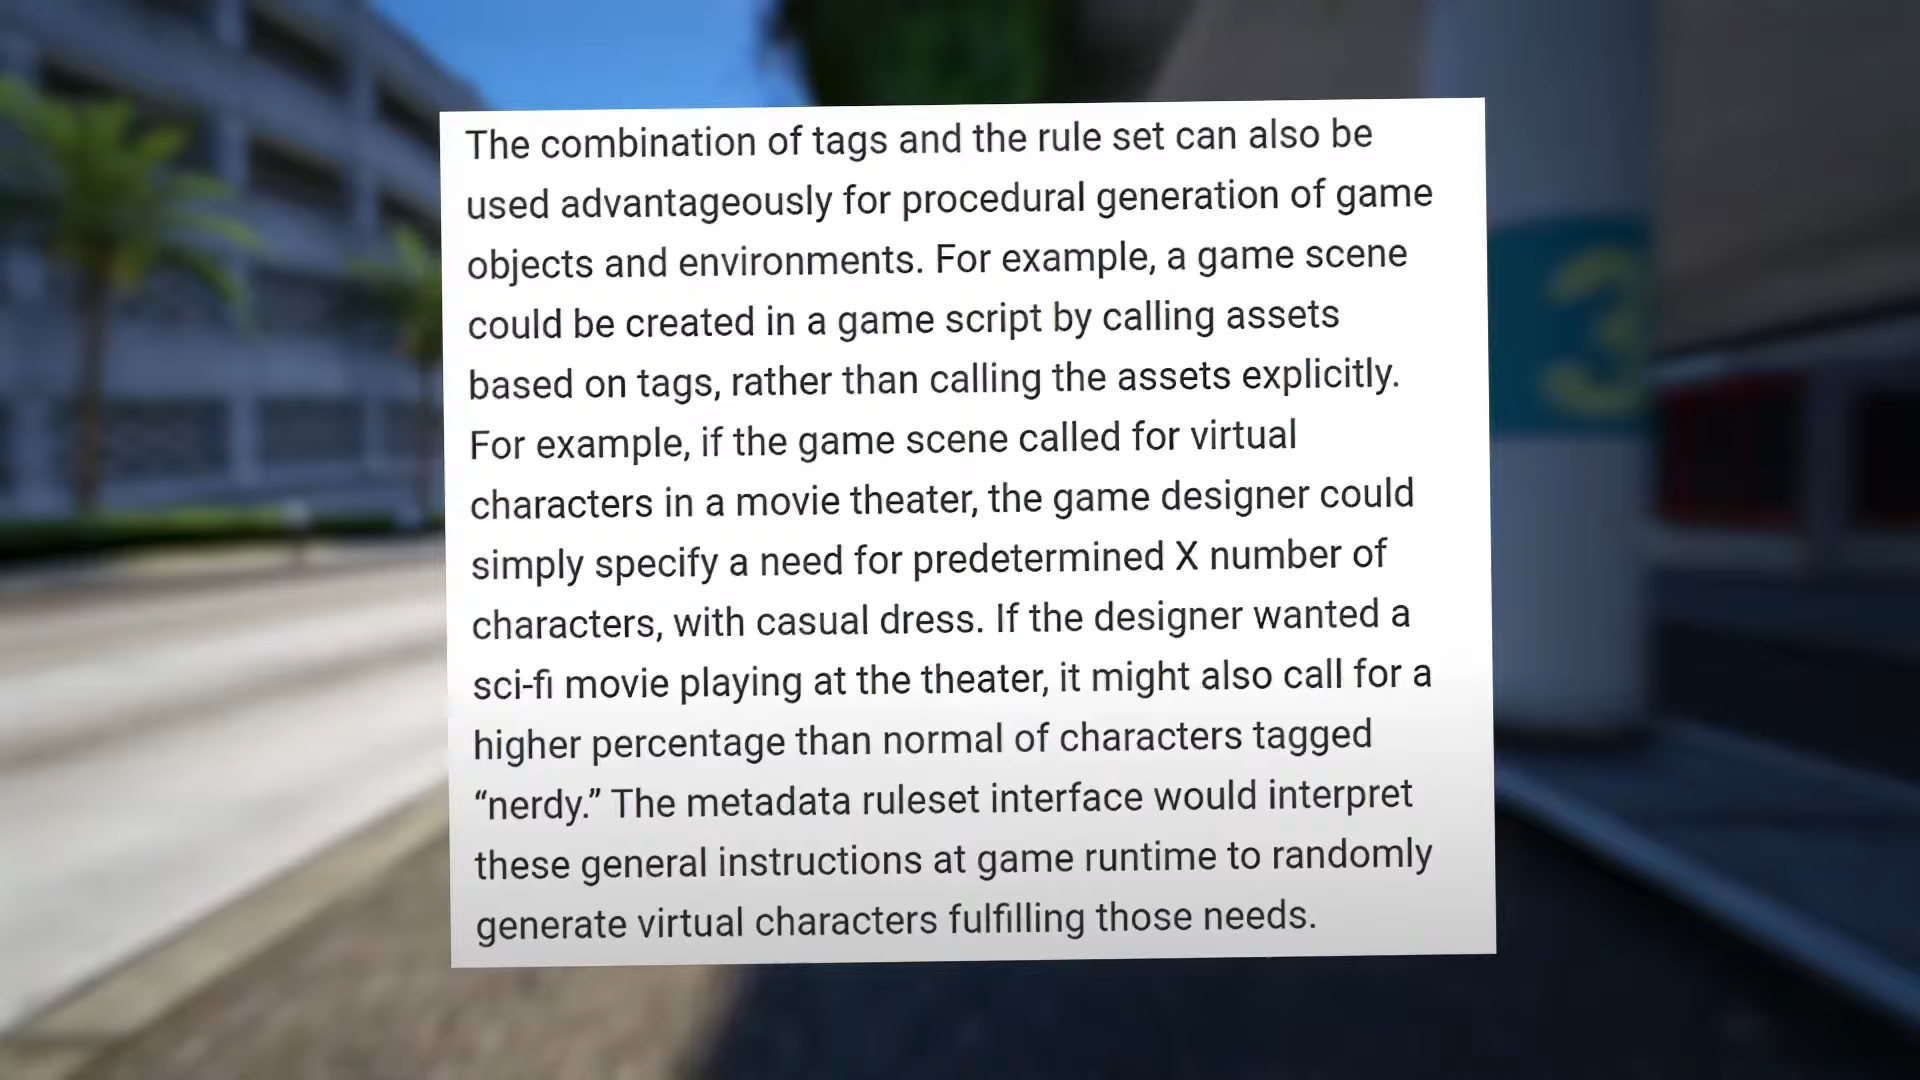 The combination of tags and the rule set can also be
used advantageously for procedural generation of game
objects and environments. For example, a game scene
could be created in a game script by calling assets
based on tags, rather than calling the assets explicitly.
For example, if the game scene called for virtual
characters in a movie theater, the game designer could
simply specify a need for predetermined X number of
characters, with casual dress. If the designer wanted a
sci-fi movie playing at the theater, it might also call for a
higher percentage than normal of characters tagged
“nerdy.” The metadata ruleset interface would interpret
these general instructions at game runtime to randomly
generate virtual characters fulfilling those needs.
3